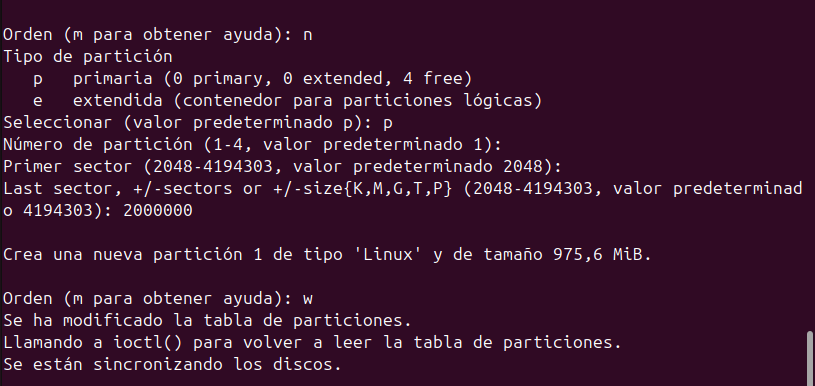 Orden (m para obtener ayuda): n
Tipo de partición
   p   primaria (0 primary, 0 extended, 4 free)
   e   extendida (contenedor para particiones lógicas)
Seleccionar (valor predeterminado p): p
Número de partición (1-4, valor predeterminado 1):
Primer sector (2048-4194303, valor predeterminado 2048):
Last sector, +/-sectors or +/-size{K,M,G,T,P} (2048-4194303, valor predeterminad
o 4194303): 2000000
Crea una nueva partición 1 de tipo 'Linux' y de tamaño 975,6 MiB.
Orden (m para obtener ayuda): w
Se ha modificado la tabla de particiones.
Llamando a ioctl() para volver a leer la tabla de particiones.
Se están sincronizando los discos.